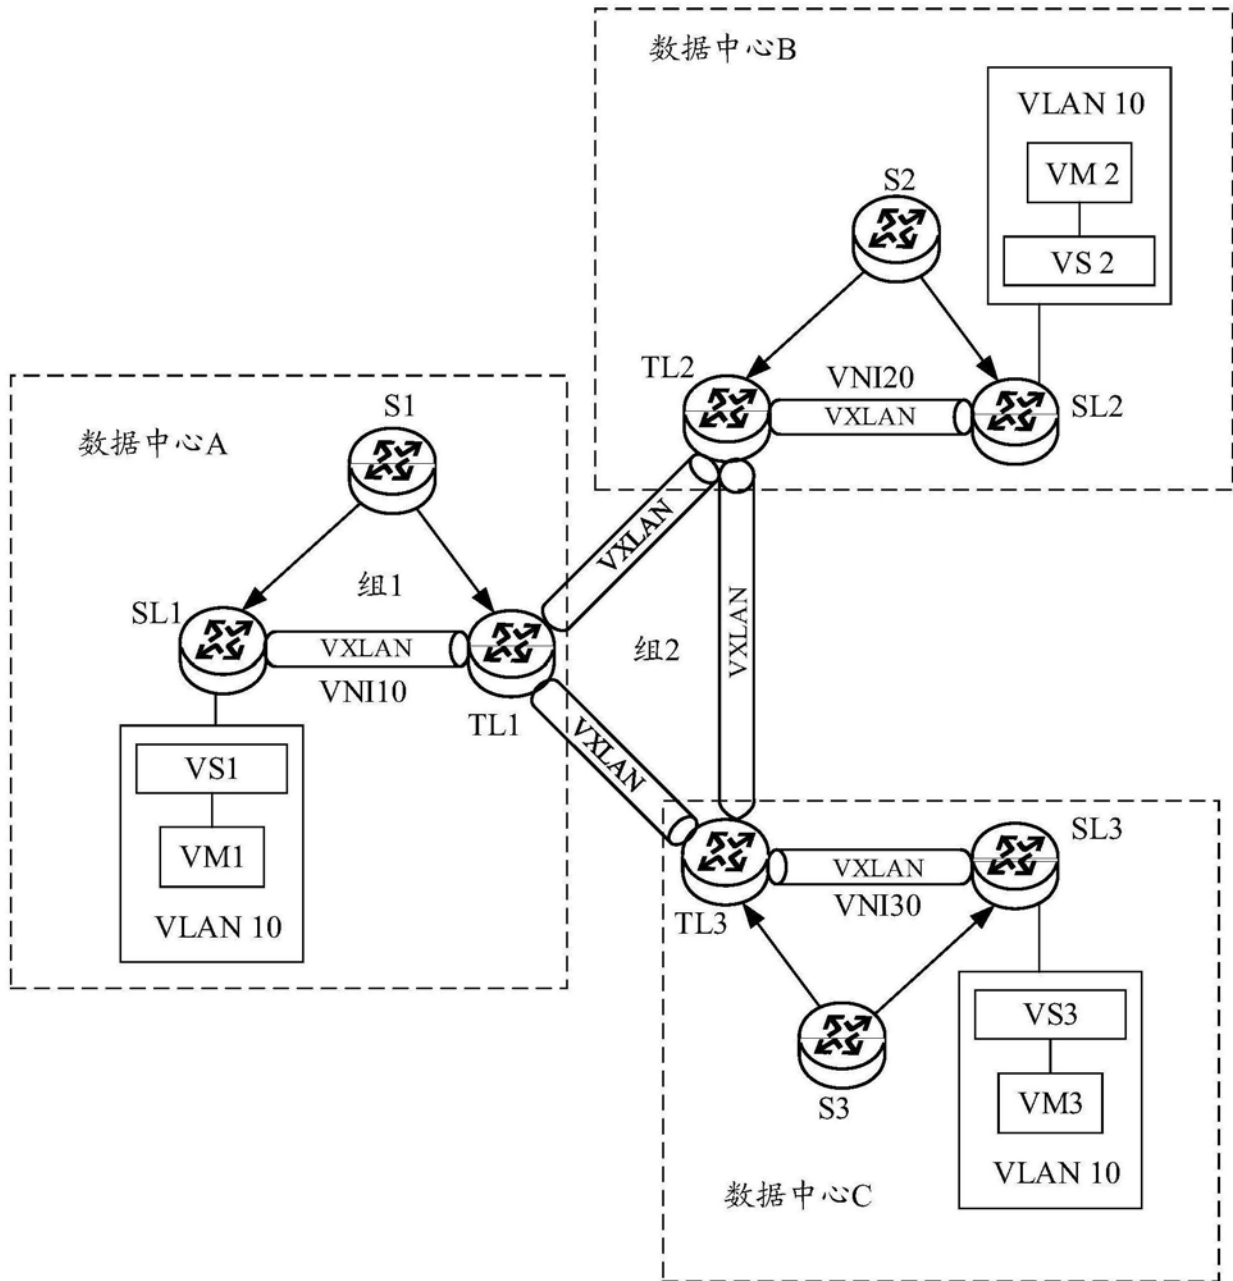 数据中心B
VLAN 10
VM 2
VS 2
S2
TL2
VNI20
VXLAN
SL2
数据中心A
S1
组1
SL1
VXLAN
VNI10
TL1
VS1
VM1
VLAN 10
VXLAN
VXLAN
组2
VXLAN
TL3
VXLAN
VNI30
SL3
S3
VS3
VM3
VLAN 10
数据中心C